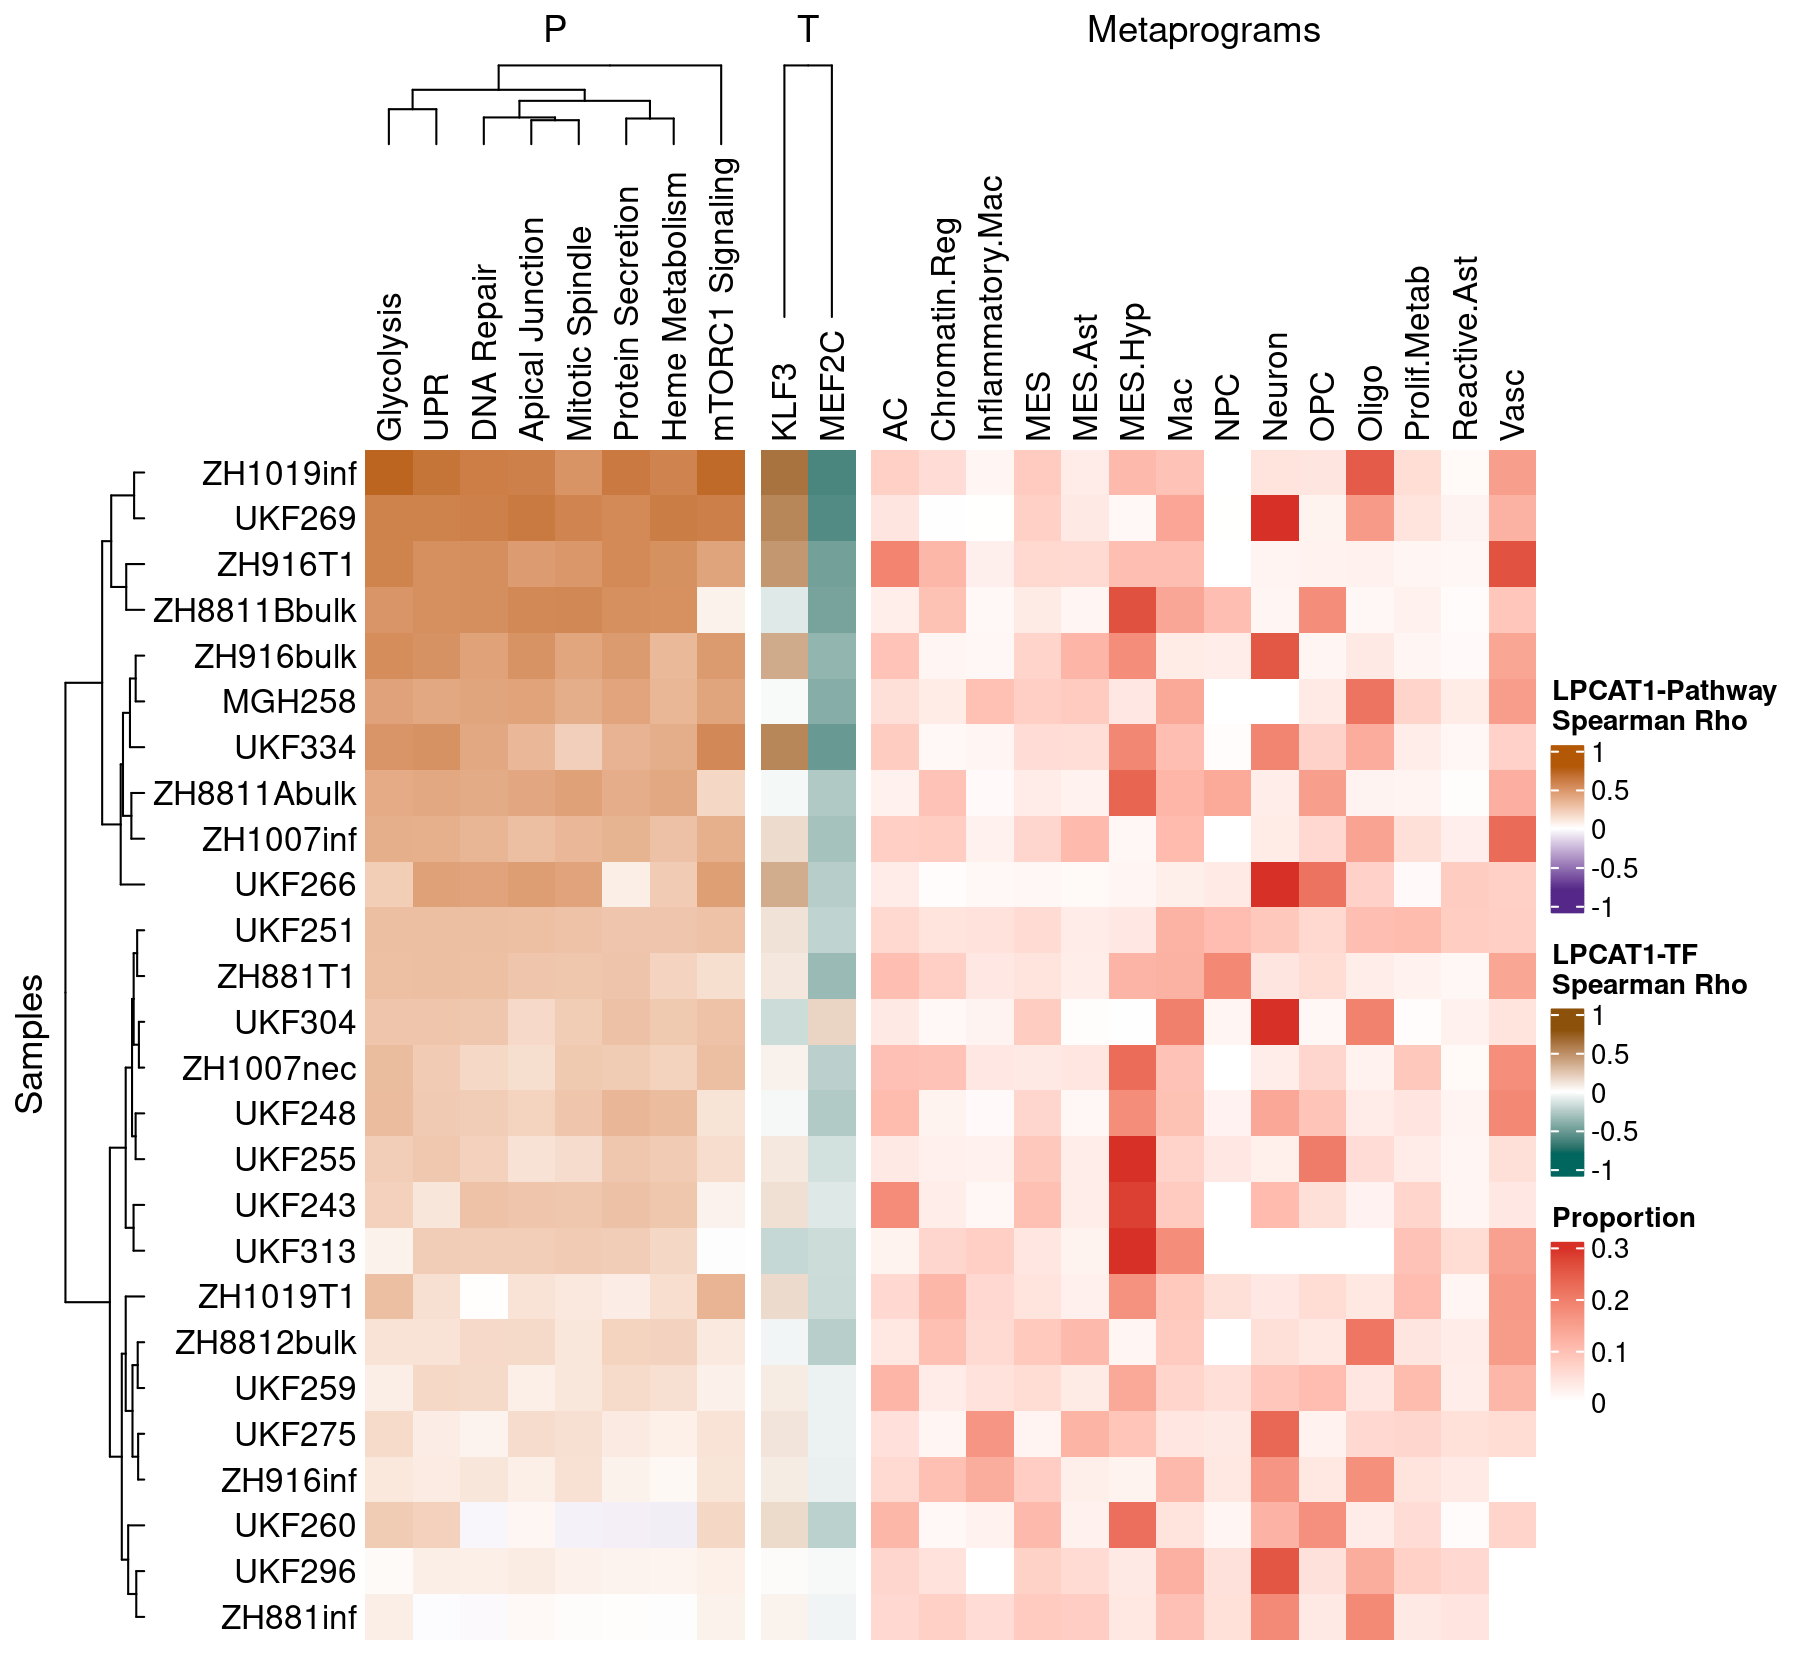 P
T
Metaprograms
Glycolysis
UPR
DNA Repair
Apical Junction
Mitotic Spindle
Protein Secretion
Heme Metabolism
mTORC1 Signaling
KLF3
MEF2C
AC
Chromatin.Reg
Inflammatory.Mac
MES
MES.Ast
MES.Hyp
Mac
NPC
Neuron
OPC
Oligo
Prolif.Metab
Reactive.Ast
Vasc
Samples
ZH1019inf
UKF269
ZH916T1
ZH8811Bbulk
ZH916bulk
MGH258
UKF334
ZH8811Abulk
ZH1007inf
UKF266
UKF251
ZH881T1
UKF304
ZH1007nec
UKF248
UKF255
UKF243
UKF313
ZH1019T1
ZH8812bulk
UKF259
UKF275
ZH916inf
UKF260
UKF296
ZH881inf
LPCAT1-Pathway
Spearman Rho
1
0.5
0
-0.5
-1
LPCAT1-TF
Spearman Rho
1
0.5
0
-0.5
-1
Proportion
0.3
0.2
0.1
0